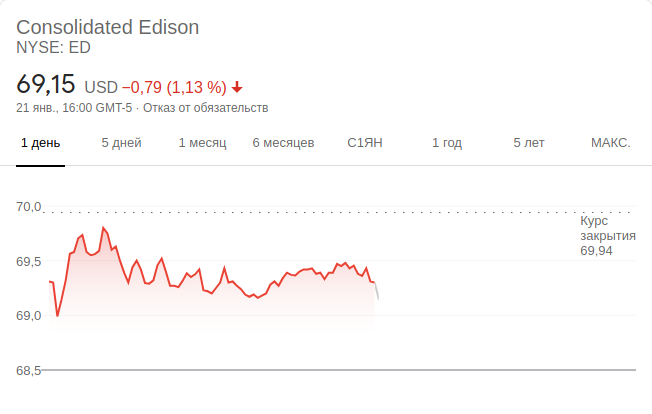 Consolidated Edison
NYSE: ED
69,15 USD −0,79 (1,13 %)
21 янв., 16:00 GMT-5 · Отказ от обязательств
1 день 5 дней 1 месяц 6 месяцев С1ЯН 1 год 5 лет МАКС.
70,0
Курс
закрытия
69,94
69,5
69,0
68,5